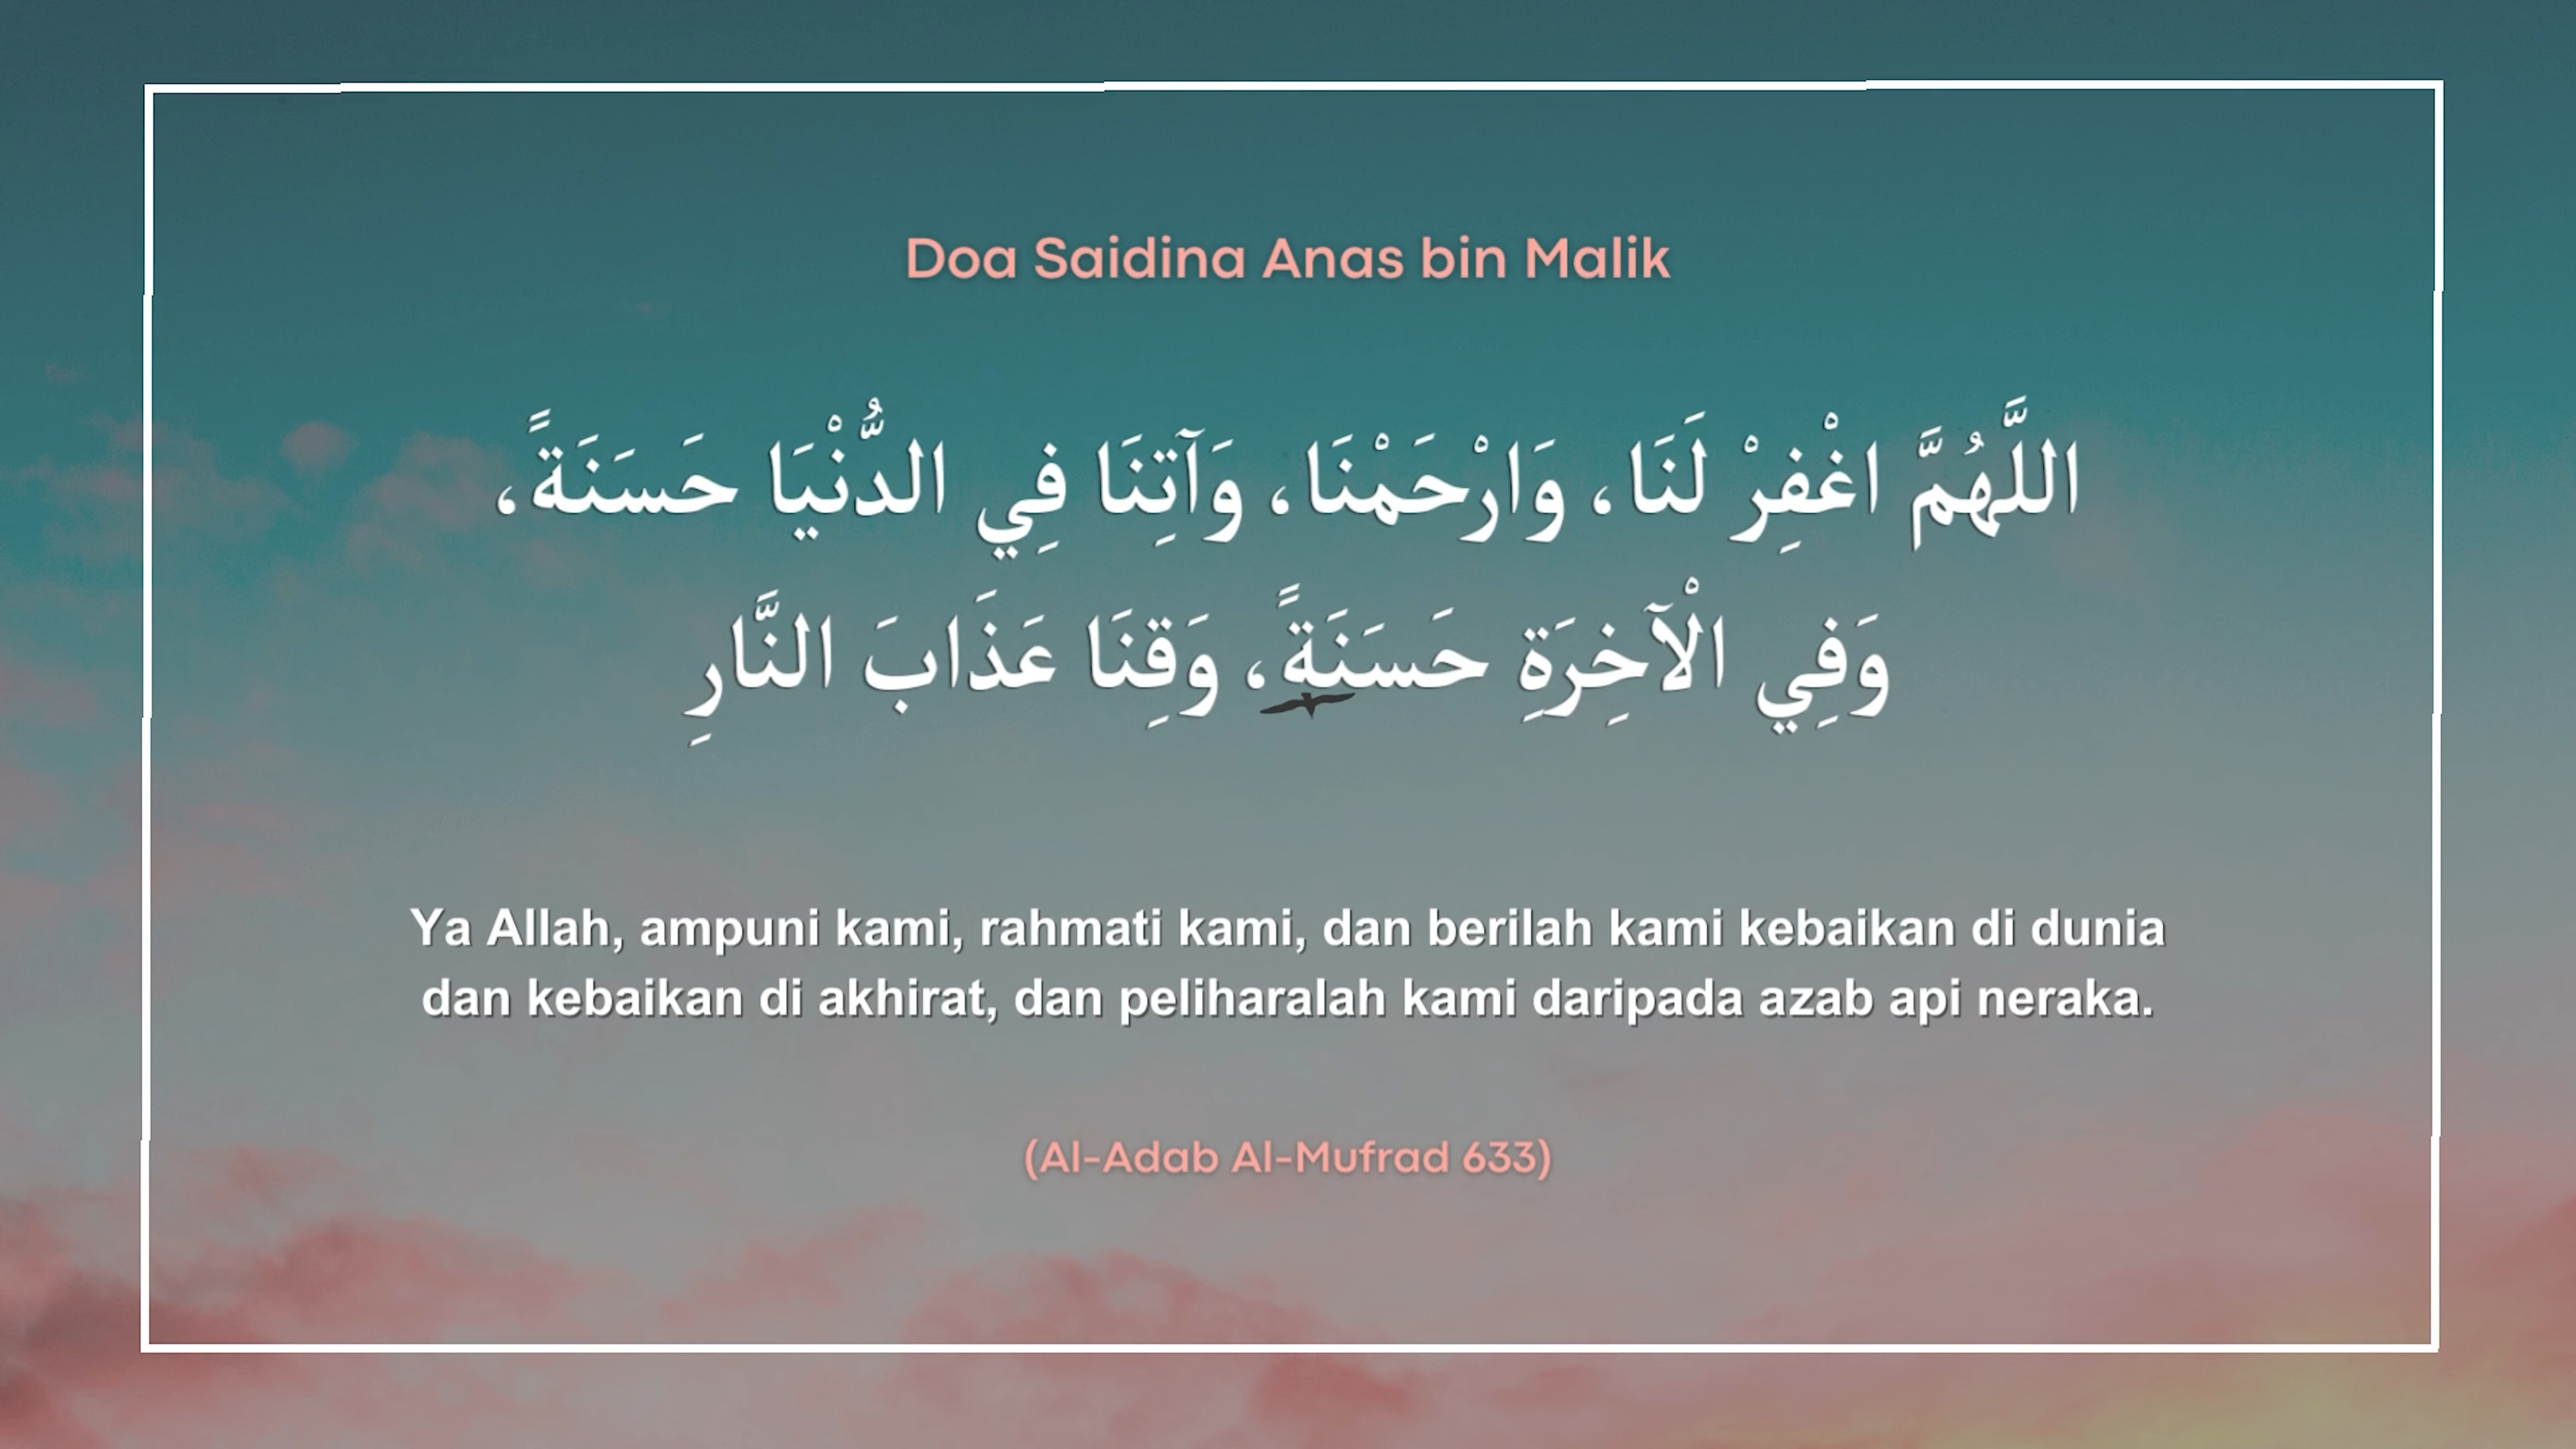 Doa Saidina Anas bin Malik
اللَّهُمَّ اغْفِرْ لَنَا، وَارْحَمْنَا، وَآتِنَا فِي الدُّنْيَا حَسَنَةً،
وَفِي الْآخِرَةِ حَسَنَةً، وَقِنَا عَذَابَ النَّارِ
Ya Allah, ampuni kami, rahmati kami, dan berilah kami kebaikan di dunia
dan kebaikan di akhirat, dan peliharalah kami daripada azab api neraka.
(Al-Adab Al-Mufrad 633)